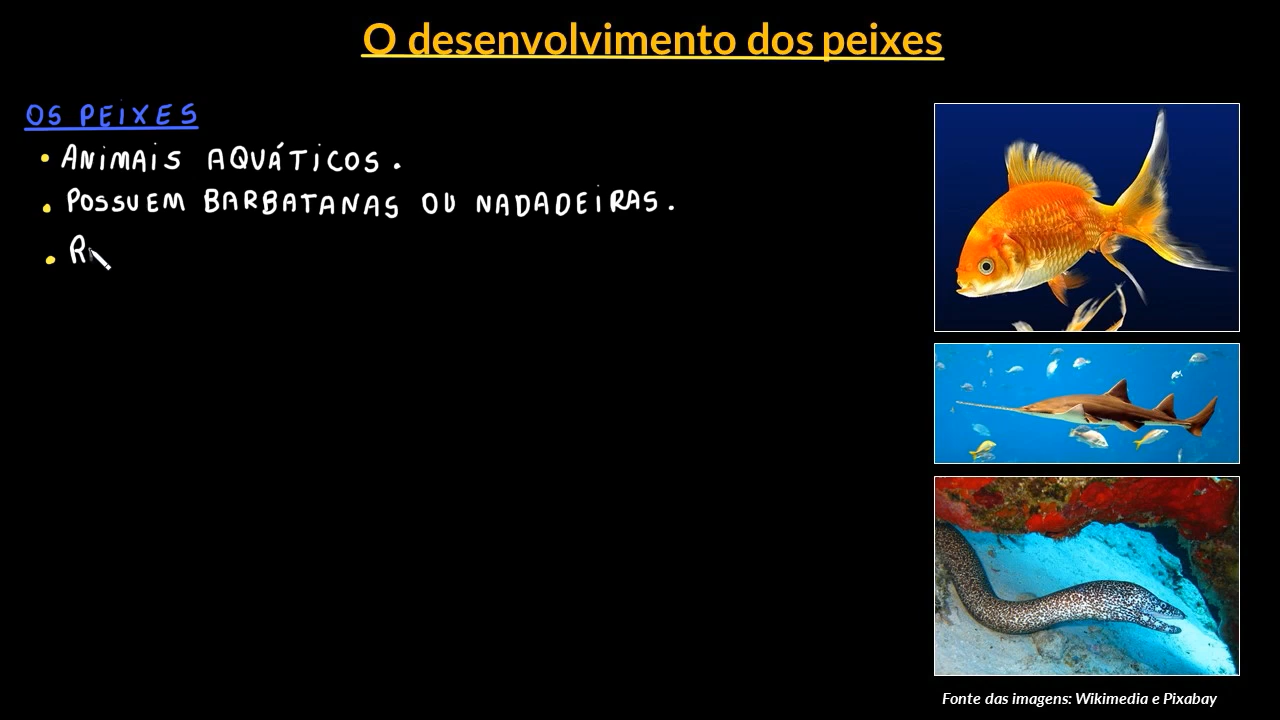 O desenvolvimento dos peixes
OS PEIXES
• ANIMAIS AQUÁTICOS.
• POSSUEM BARBATANAS OU NADADEIRAS.
• R
Fonte das imagens: Wikimedia e Pixabay